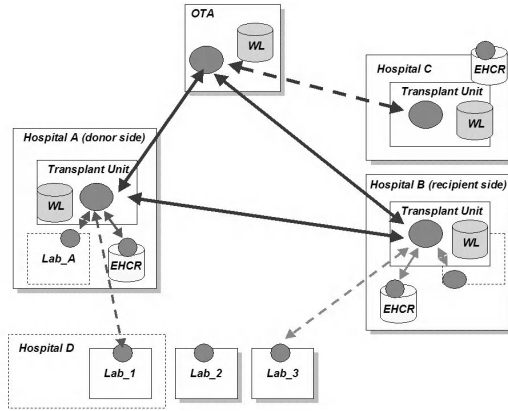 OTA
WL
Hospital C
EHCR
Transplant Unit
WL
Hospital A (donor side)
Transplant Unit
WL
Lab_A
EHCR
Hospital B (recipient side)
Transplant Unit
WL
EHCR
Hospital D
Lab_1
Lab_2
Lab_3